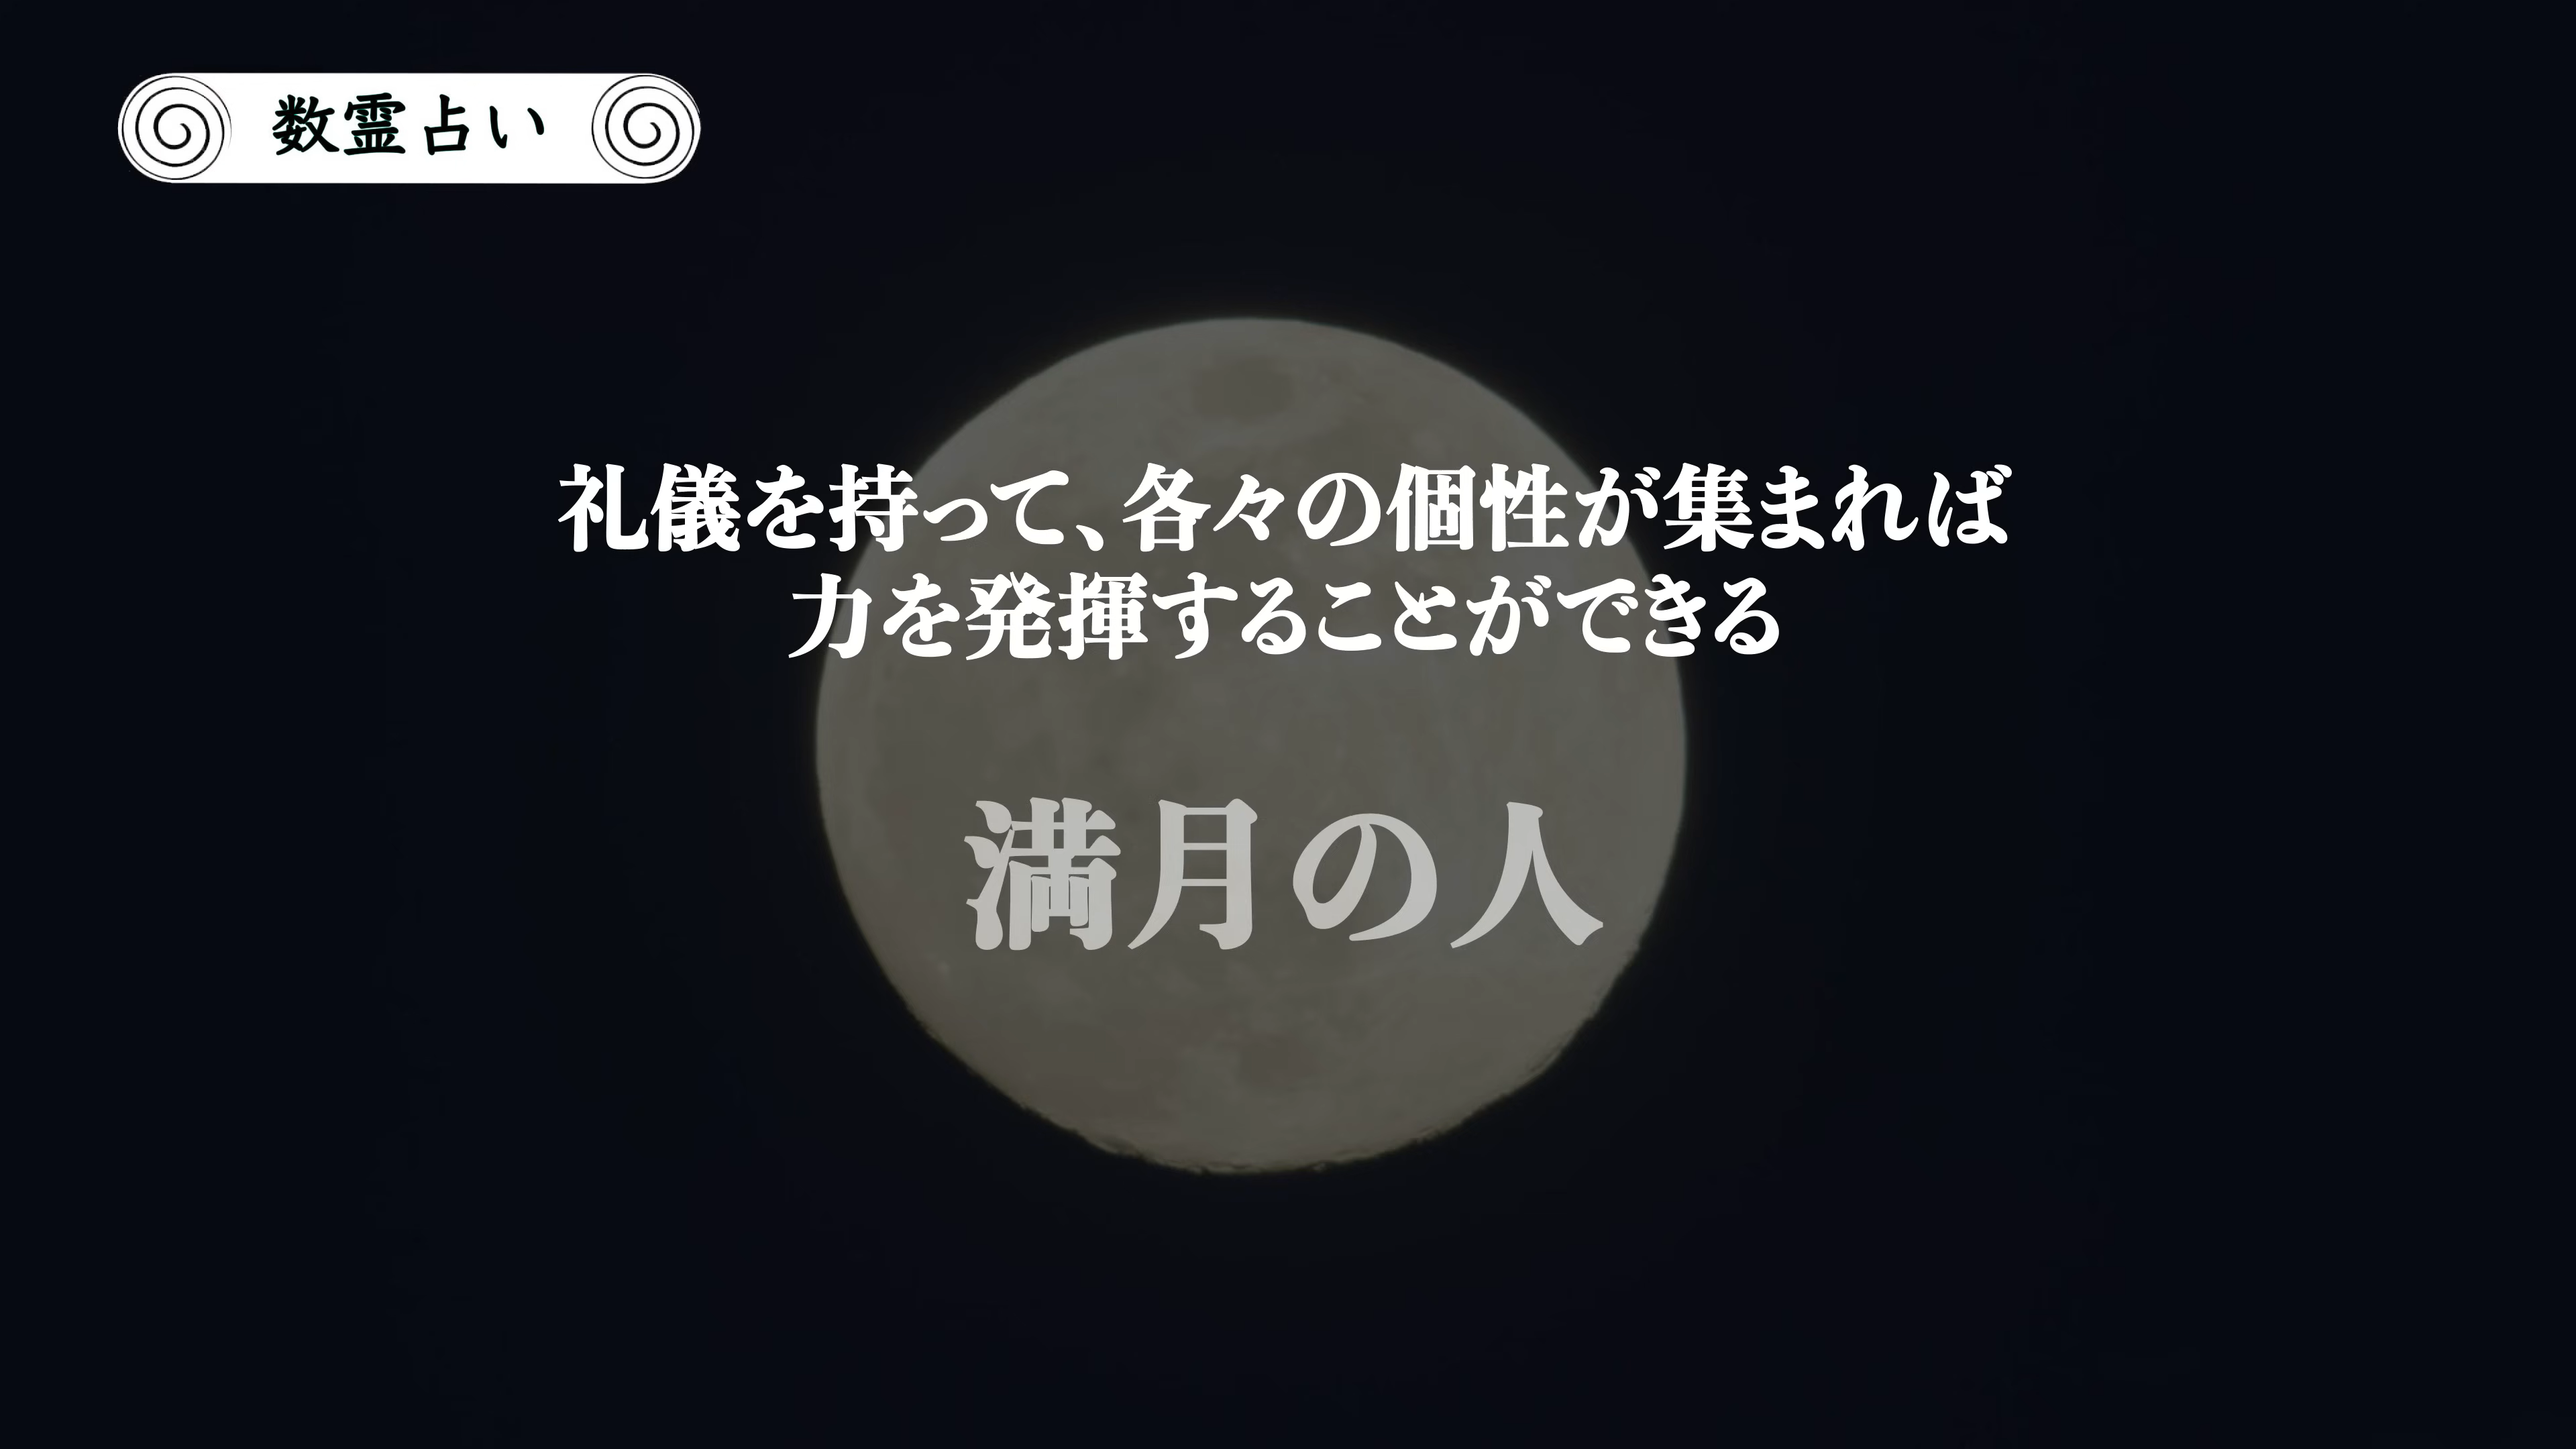 数霊占い
礼儀を持って、各々の個性が集まれば
力を発揮することができる
満月の人